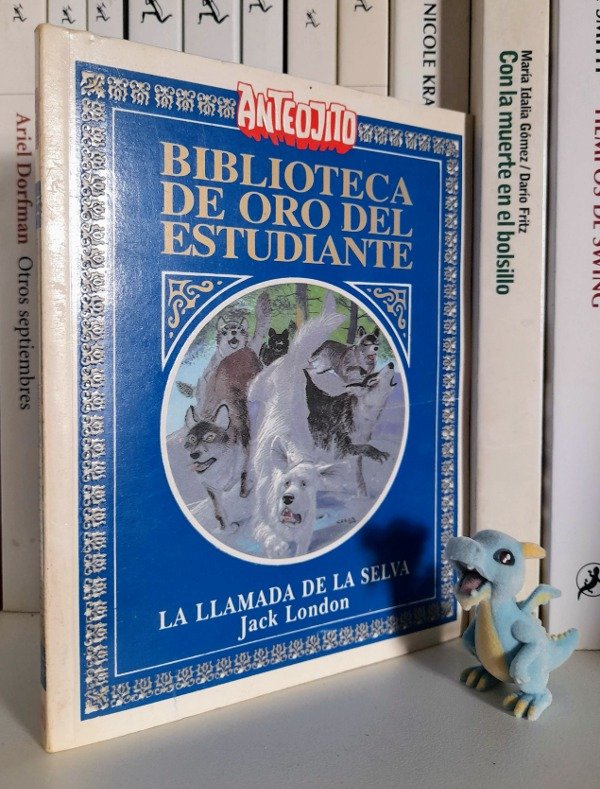 ANTEOJITO
BIBLIOTECA
DE ORO DEL
ESTUDIANTE
LA LLAMADA DE LA SELVA
Jack London
Ariel Dorfman Otros septiembres
NICOLE KRA
María Idalia Gómez / Darío Fritz
Con la muerte en el bolsillo
SMITH
TIEMPOS DE SWING